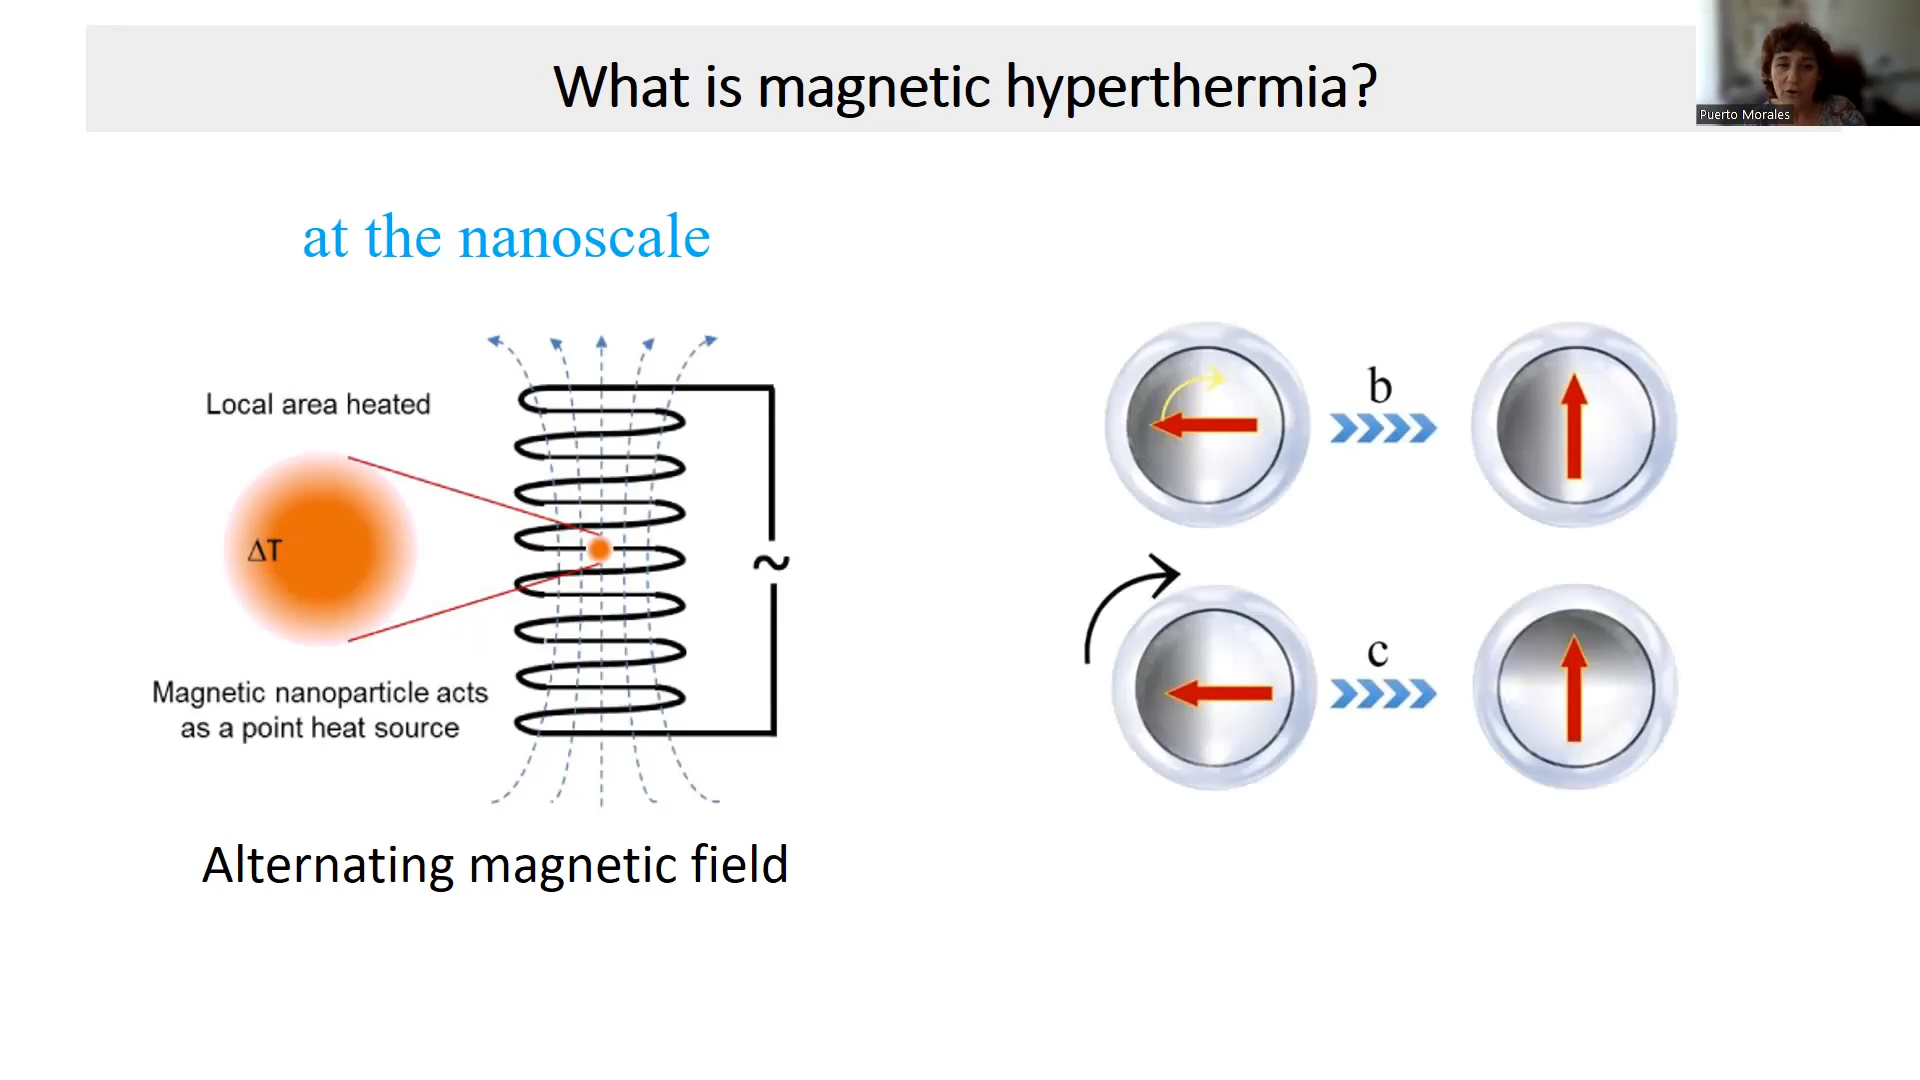 What is magnetic hyperthermia?
Puerto Morales
at the nanoscale
Local area heated
ΔT
Magnetic nanoparticle acts
as a point heat source
~
Alternating magnetic field
b
c